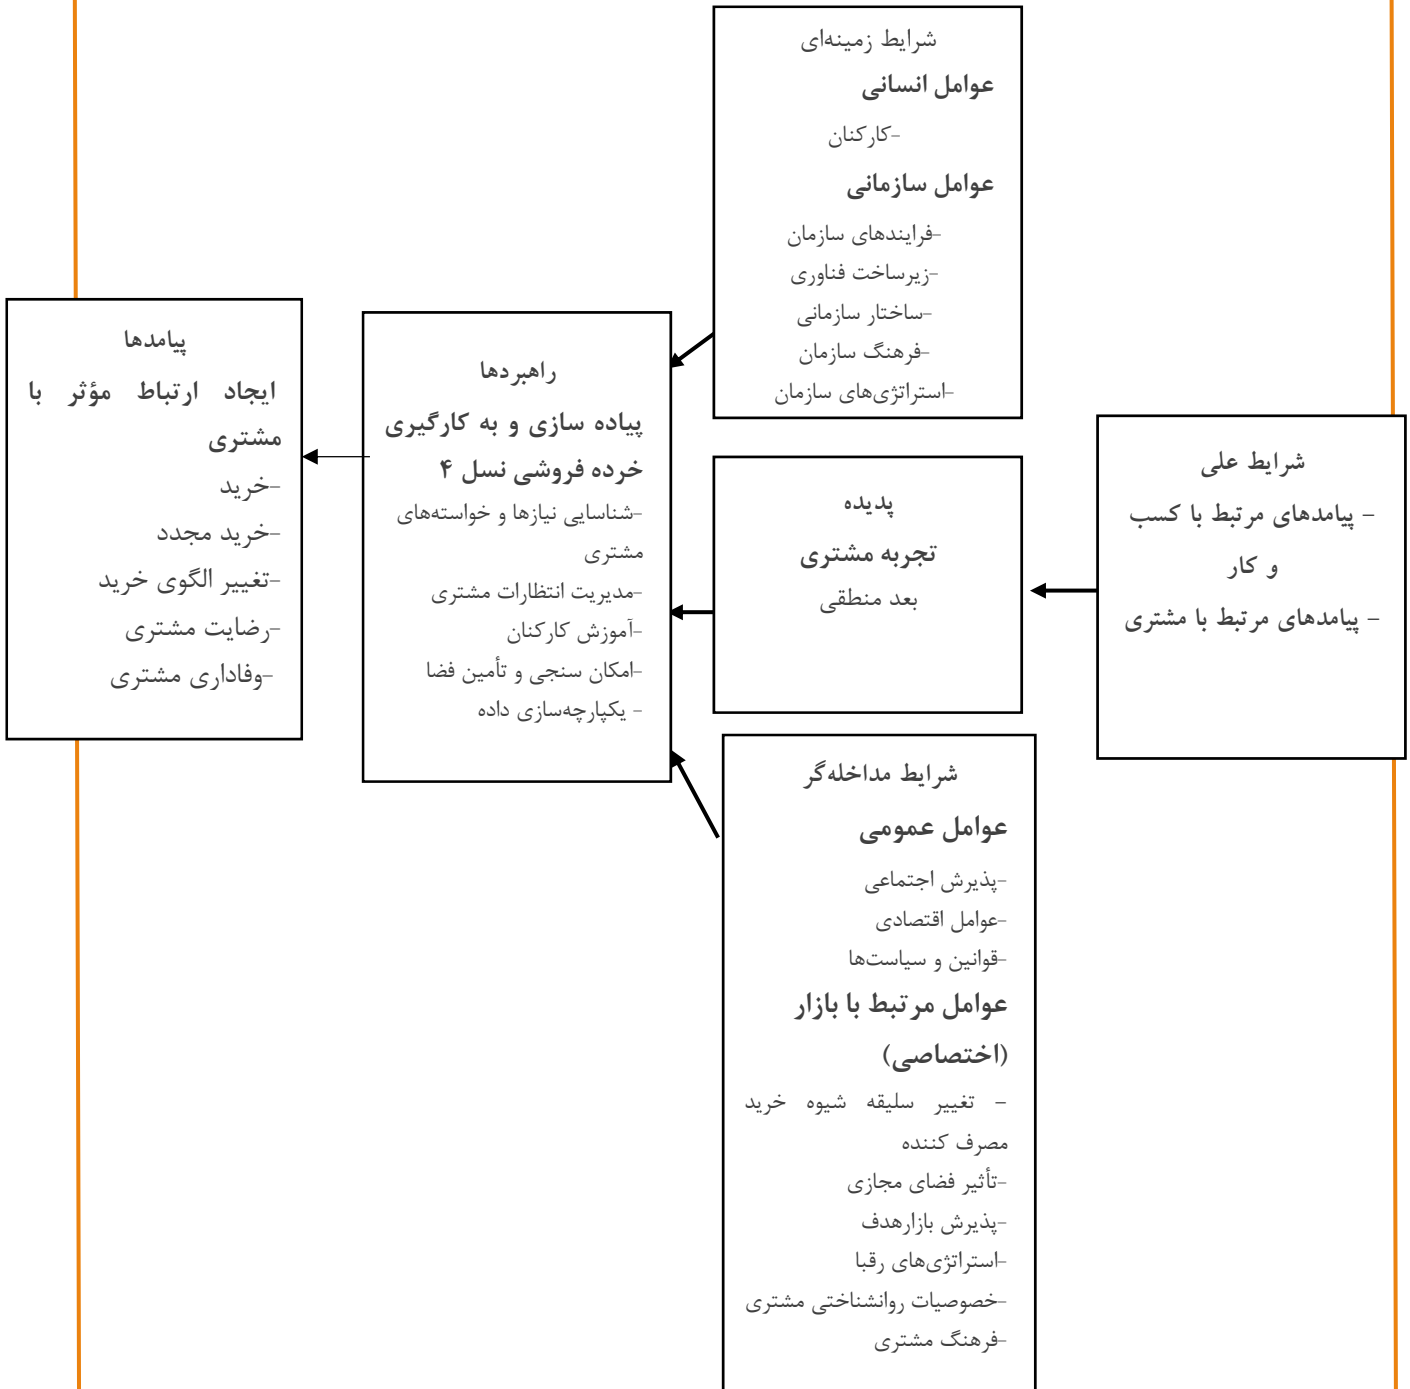 شرایط زمینه‌ای
عوامل انسانی
-کارکنان
عوامل سازمانی
-فرایندهای سازمان
-زیرساخت فناوری
-ساختار سازمانی
-فرهنگ سازمان
-استراتژی‌های سازمان
شرایط علی
- پیامدهای مرتبط با کسب
و کار
- پیامدهای مرتبط با مشتری
پدیده
تجربه مشتری
بعد منطقی
شرایط مداخله‌گر
عوامل عمومی
-پذیرش اجتماعی
-عوامل اقتصادی
-قوانین و سیاست‌ها
عوامل مرتبط با بازار
(اختصاصی)
- تغییر سلیقه شیوه خرید
مصرف کننده
-تأثیر فضای مجازی
-پذیرش بازارهدف
-استراتژی‌های رقبا
-خصوصیات روانشناختی مشتری
-فرهنگ مشتری
راهبردها
پیاده سازی و به کارگیری
خرده فروشی نسل ۴
-شناسایی نیازها و خواسته‌های
مشتری
-مدیریت انتظارات مشتری
-آموزش کارکنان
-امکان سنجی و تأمین فضا
- یکپارچه‌سازی داده
پیامدها
ایجاد ارتباط مؤثر با
مشتری
-خرید
-خرید مجدد
-تغییر الگوی خرید
-رضایت مشتری
-وفاداری مشتری